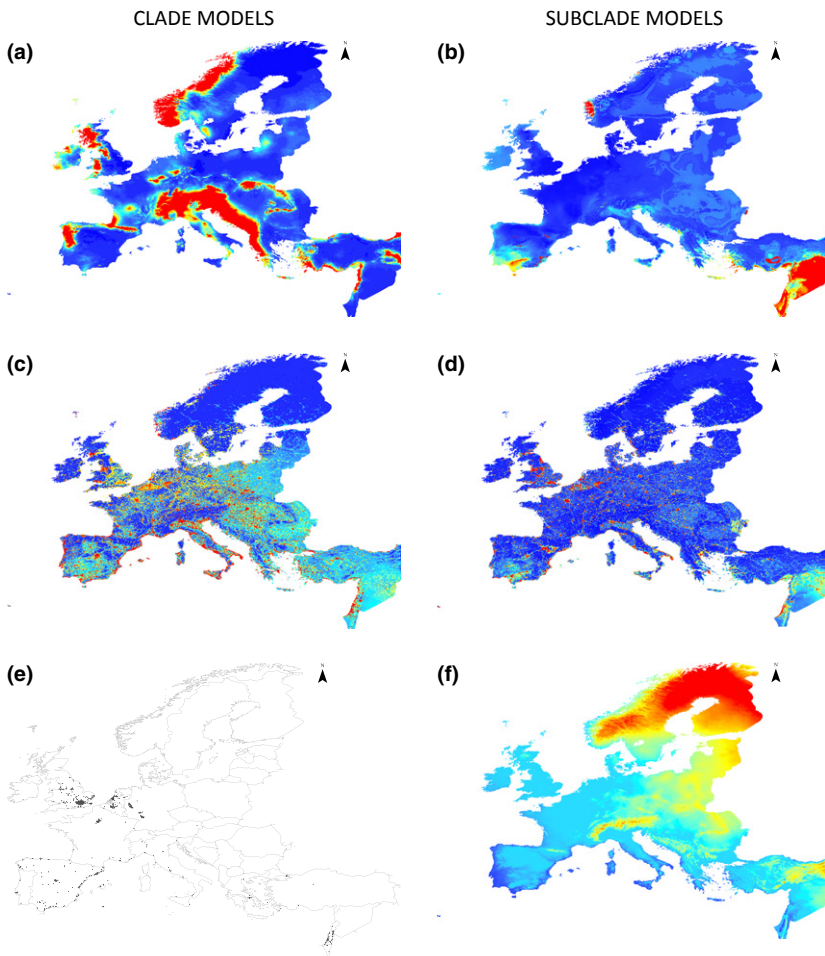 CLADE MODELS
SUBCLADE MODELS
(a)
N
(b)
N
(c)
N
(d)
N
(e)
N
(f)
N